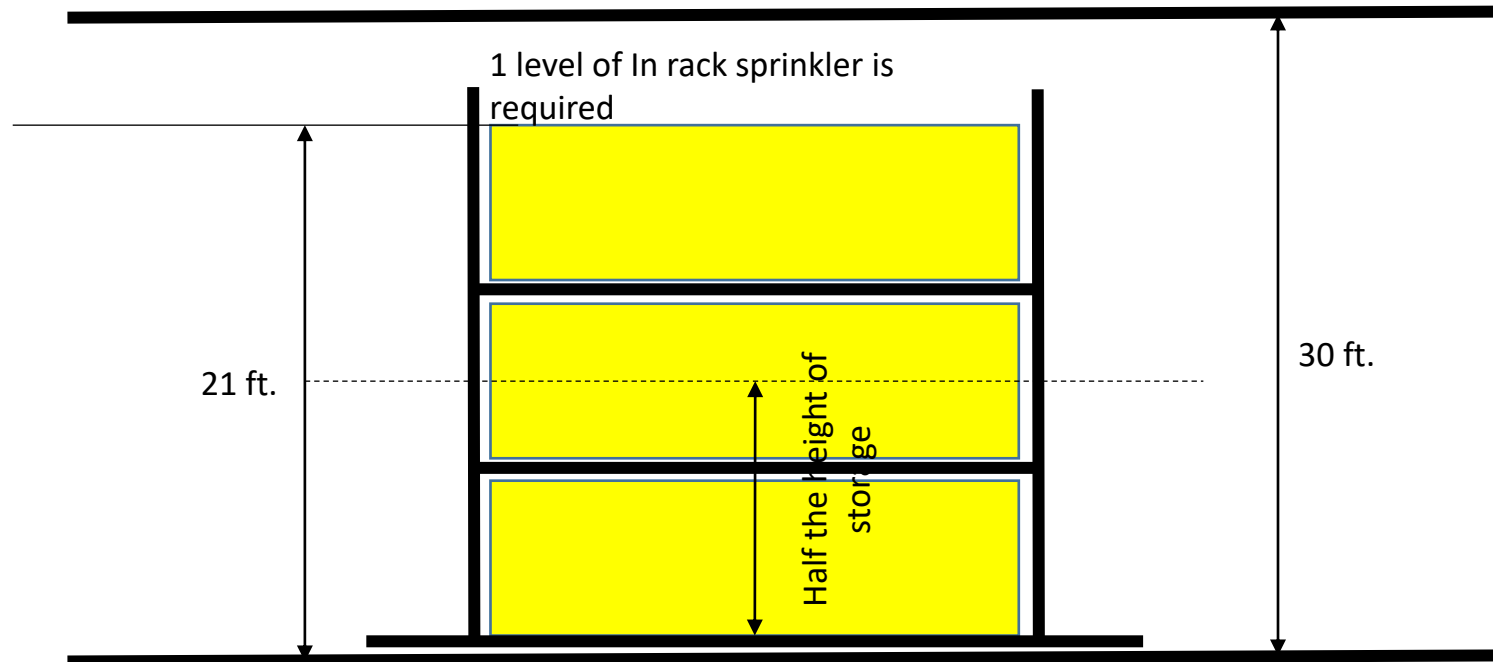 1 level of In rack sprinkler is
required
21 ft.
Half the height of
storage
30 ft.